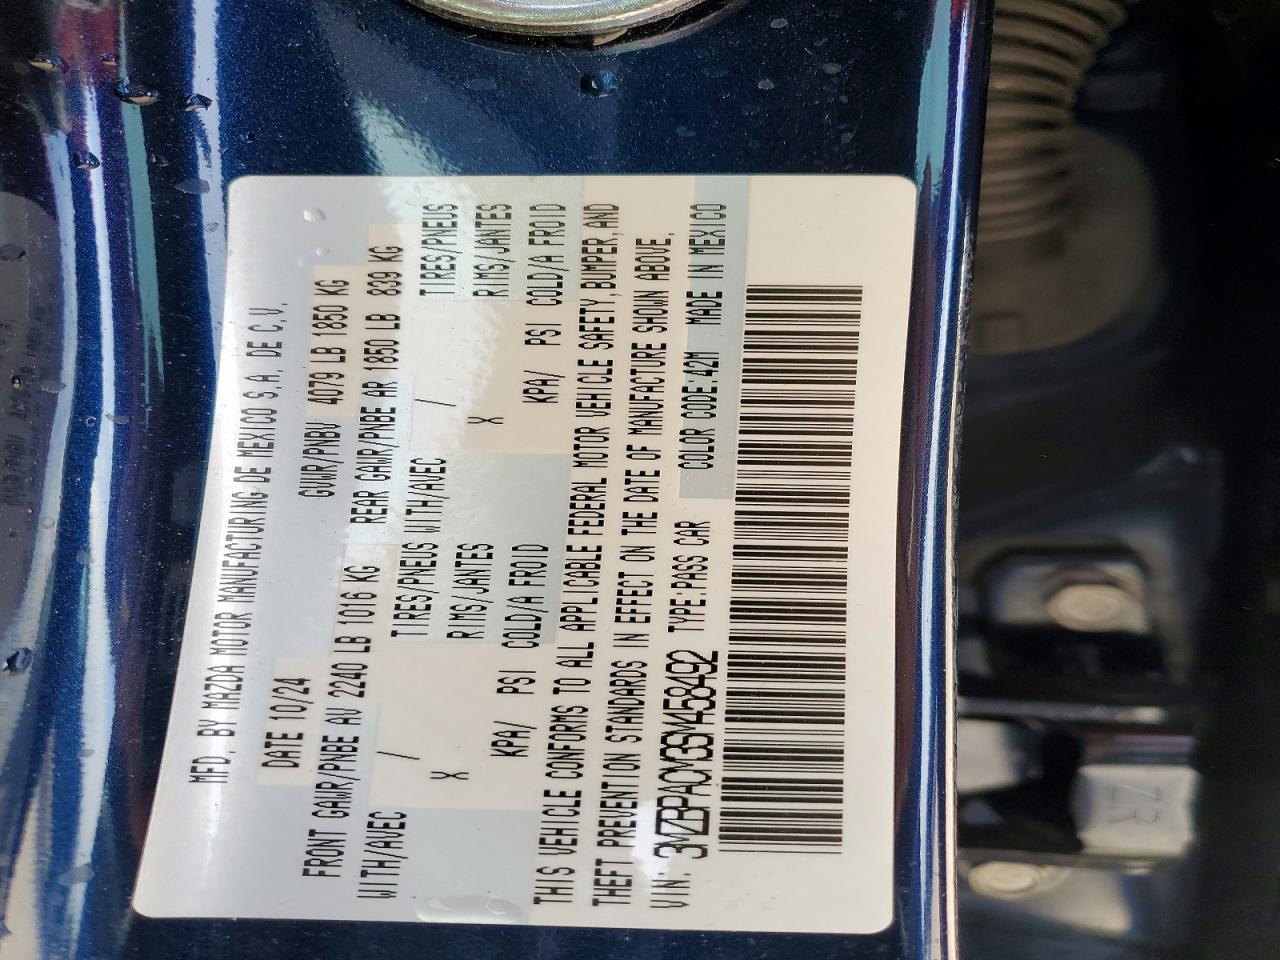 MFD. BY MAZDA MOTOR MANUFACTURING DE MEXICO S.A. DE C.V.
DATE 10/24 GVWR/PNBV 4079 LB 1850 KG
FRONT GAWR/PNBE AV 2240 LB 1016 KG REAR GAWR/PNBE AR 1850 LB 839 KG
WITH/AVEC / TIRES/PNEUS WITH/AVEC / TIRES/PNEUS
X RIMS/JANTES X RIMS/JANTES
KPA/ PSI COLD/A FROID KPA/ PSI COLD/A FROID
THIS VEHICLE CONFORMS TO ALL APPLICABLE FEDERAL MOTOR VEHICLE SAFETY, BUMPER, AND
THEFT PREVENTION STANDARDS IN EFFECT ON THE DATE OF MANUFACTURE SHOWN ABOVE.
VIN: 3MZBPACY3SM458492 TYPE: PASS CAR COLOR CODE: 42M MADE IN MEXICO
ZR